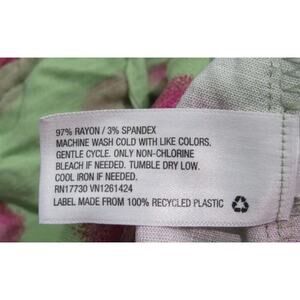 97% RAYON / 3% SPANDEX
MACHINE WASH COLD WITH LIKE COLORS.
GENTLE CYCLE. ONLY NON-CHLORINE
BLEACH IF NEEDED. TUMBLE DRY LOW.
COOL IRON IF NEEDED.
RN17730 VN1261424
LABEL MADE FROM 100% RECYCLED PLASTIC